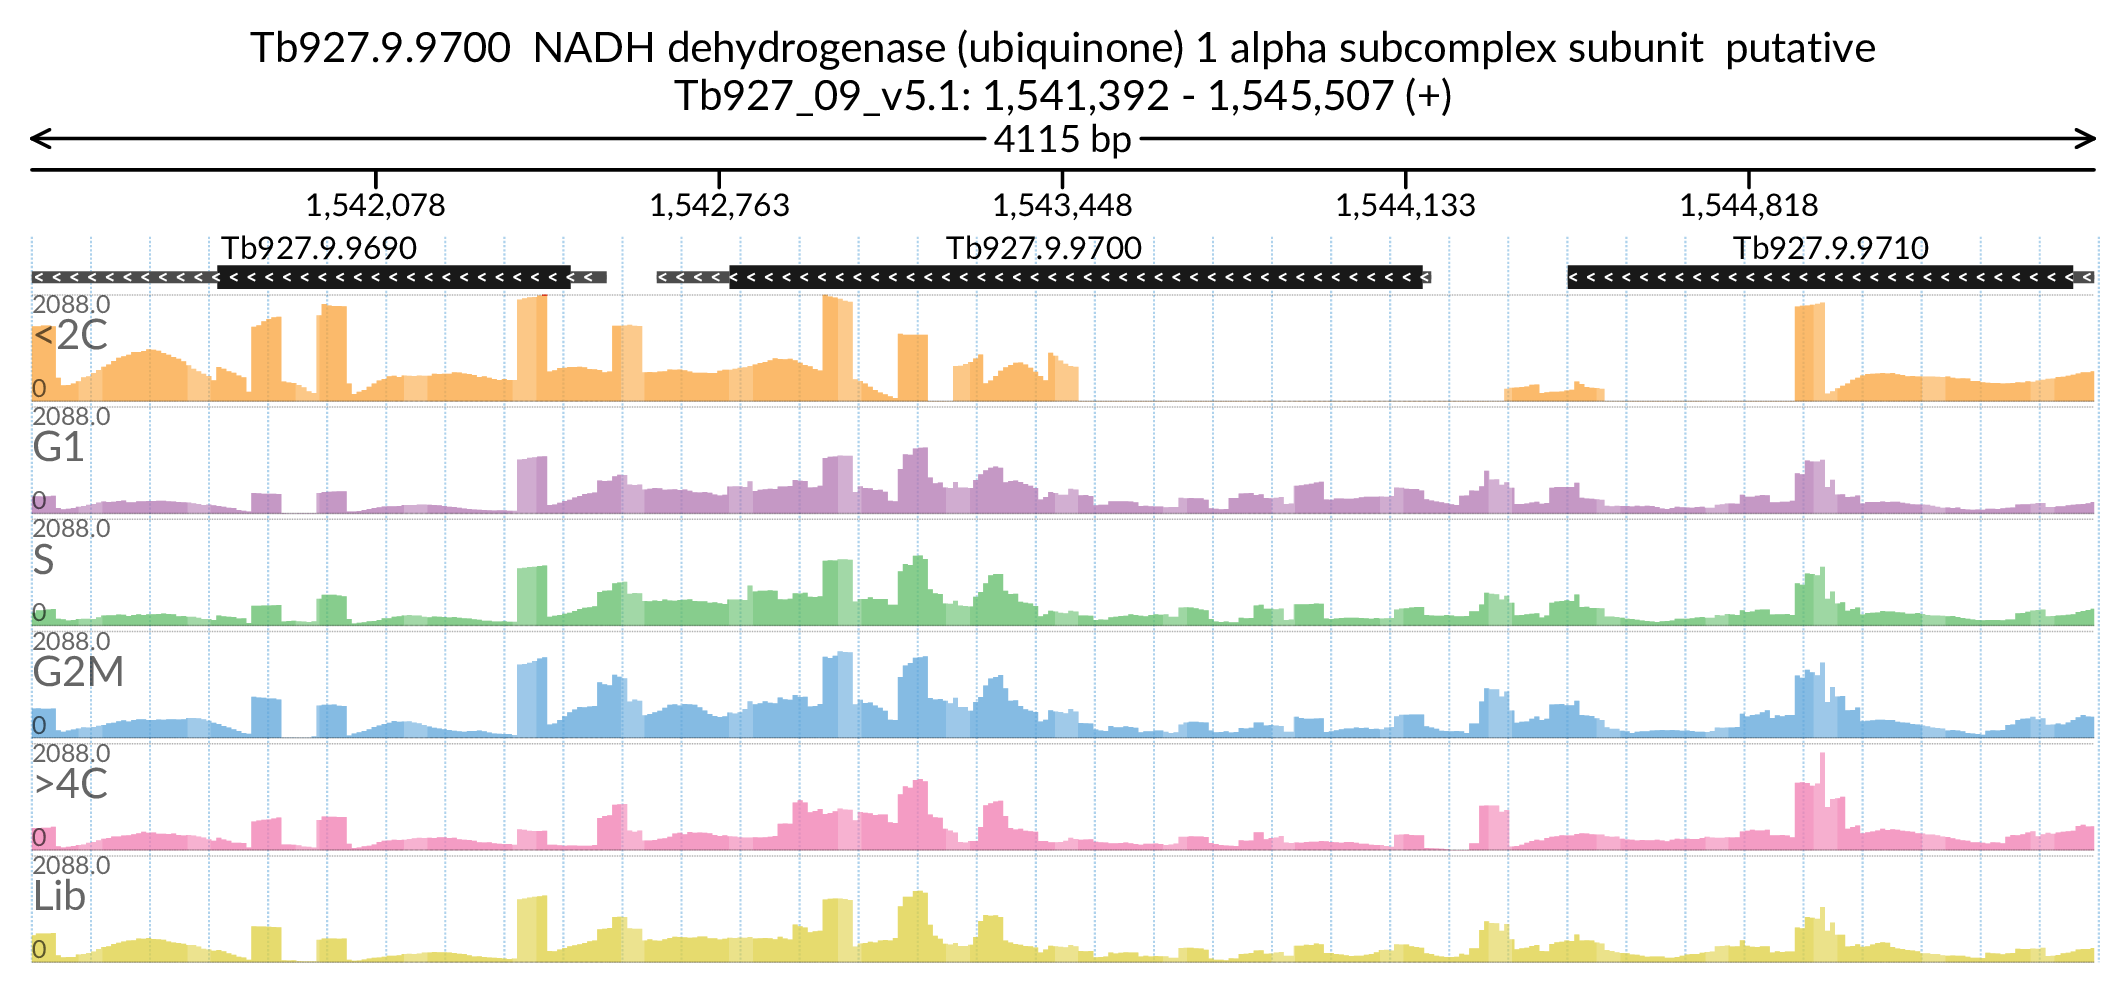 Tb927.9.9700  NADH dehydrogenase (ubiquinone) 1 alpha subcomplex subunit  putative
Tb927_09_v5.1: 1,541,392 - 1,545,507 (+)
4115 bp
1,542,078 1,542,763 1,543,448 1,544,133 1,544,818
Tb927.9.9690 Tb927.9.9700 Tb927.9.9710
2088.0
<2C
0
2088.0
G1
0
2088.0
S
0
2088.0
G2M
0
2088.0
>4C
0
2088.0
Lib
0